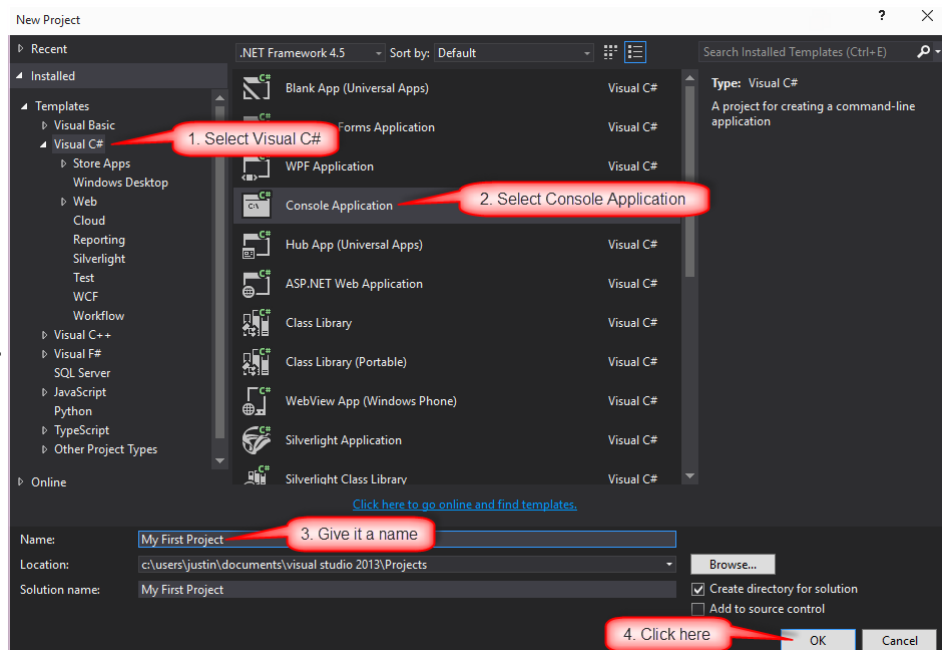 New Project
? ×
Recent
.NET Framework 4.5 Sort by: Default
Search Installed Templates (Ctrl+E)
Installed
Templates
Visual Basic
Visual C#
Store Apps
Windows Desktop
Web
Cloud
Reporting
Silverlight
Test
WCF
Workflow
Visual C++
Visual F#
SQL Server
JavaScript
Python
TypeScript
Other Project Types
Online
1. Select Visual C#
Blank App (Universal Apps) Visual C#
Forms Application Visual C#
WPF Application Visual C#
Console Application
2. Select Console Application
Hub App (Universal Apps) Visual C#
ASP.NET Web Application Visual C#
Class Library Visual C#
Class Library (Portable) Visual C#
WebView App (Windows Phone) Visual C#
Silverlight Application Visual C#
Silverlight Class Library Visual C#
Click here to go online and find templates.
Type: Visual C#
A project for creating a command-line
application
Name: My First Project
3. Give it a name
Location: c:\users\justin\documents\visual studio 2013\Projects
Browse...
Solution name: My First Project
Create directory for solution
Add to source control
4. Click here
OK Cancel